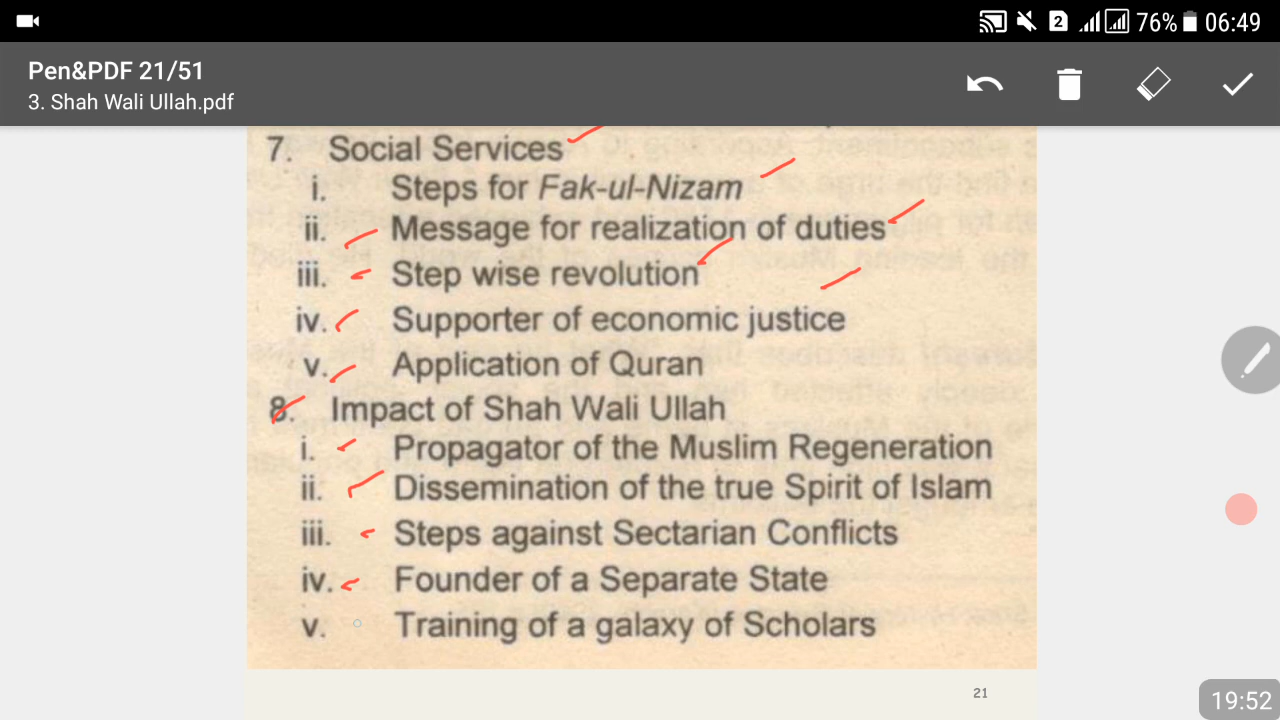 2 76% 06:49
Pen&PDF 21/51
3. Shah Wali Ullah.pdf
7. Social Services
i. Steps for Fak-ul-Nizam
ii. Message for realization of duties
iii. Step wise revolution
iv. Supporter of economic justice
v. Application of Quran
8. Impact of Shah Wali Ullah
i. Propagator of the Muslim Regeneration
ii. Dissemination of the true Spirit of Islam
iii. Steps against Sectarian Conflicts
iv. Founder of a Separate State
v. Training of a galaxy of Scholars
21
19:52